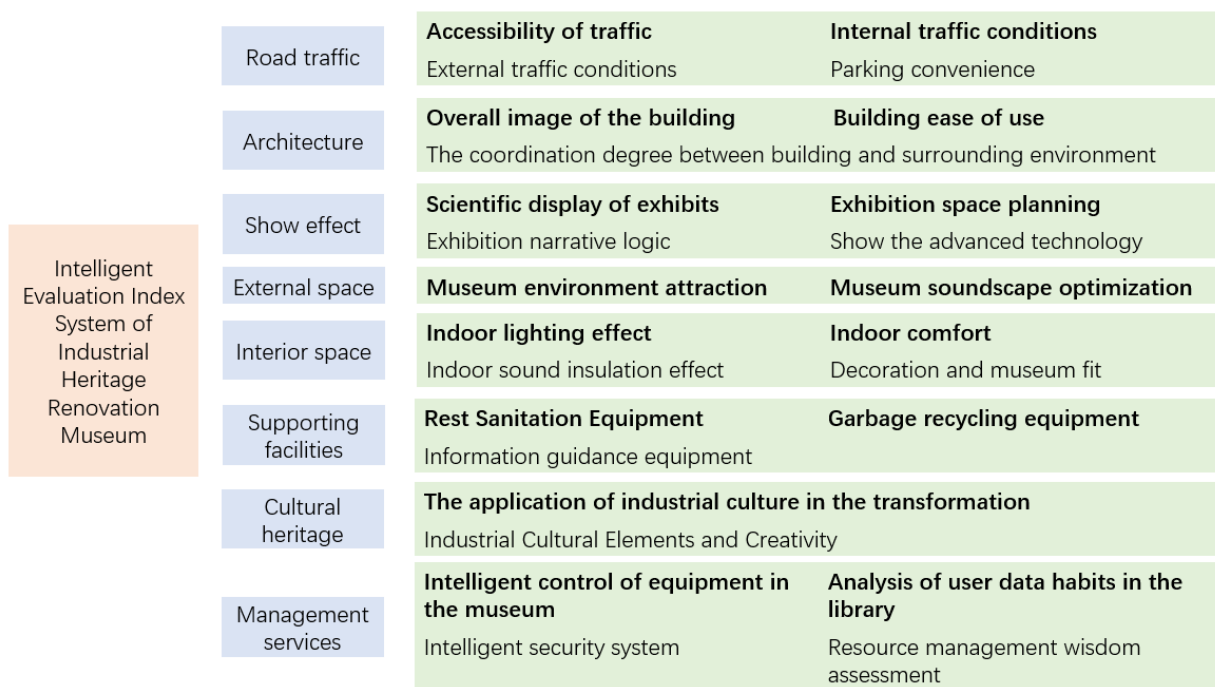 Intelligent
Evaluation Index
System of
Industrial
Heritage
Renovation
Museum
Road traffic
Accessibility of traffic
Internal traffic conditions
External traffic conditions
Parking convenience
Architecture
Overall image of the building
Building ease of use
The coordination degree between building and surrounding environment
Show effect
Scientific display of exhibits
Exhibition space planning
Exhibition narrative logic
Show the advanced technology
External space
Museum environment attraction
Museum soundscape optimization
Interior space
Indoor lighting effect
Indoor comfort
Indoor sound insulation effect
Decoration and museum fit
Supporting
facilities
Rest Sanitation Equipment
Garbage recycling equipment
Information guidance equipment
Cultural
heritage
The application of industrial culture in the transformation
Industrial Cultural Elements and Creativity
Management
services
Intelligent control of equipment in
the museum
Analysis of user data habits in the
library
Intelligent security system
Resource management wisdom
assessment